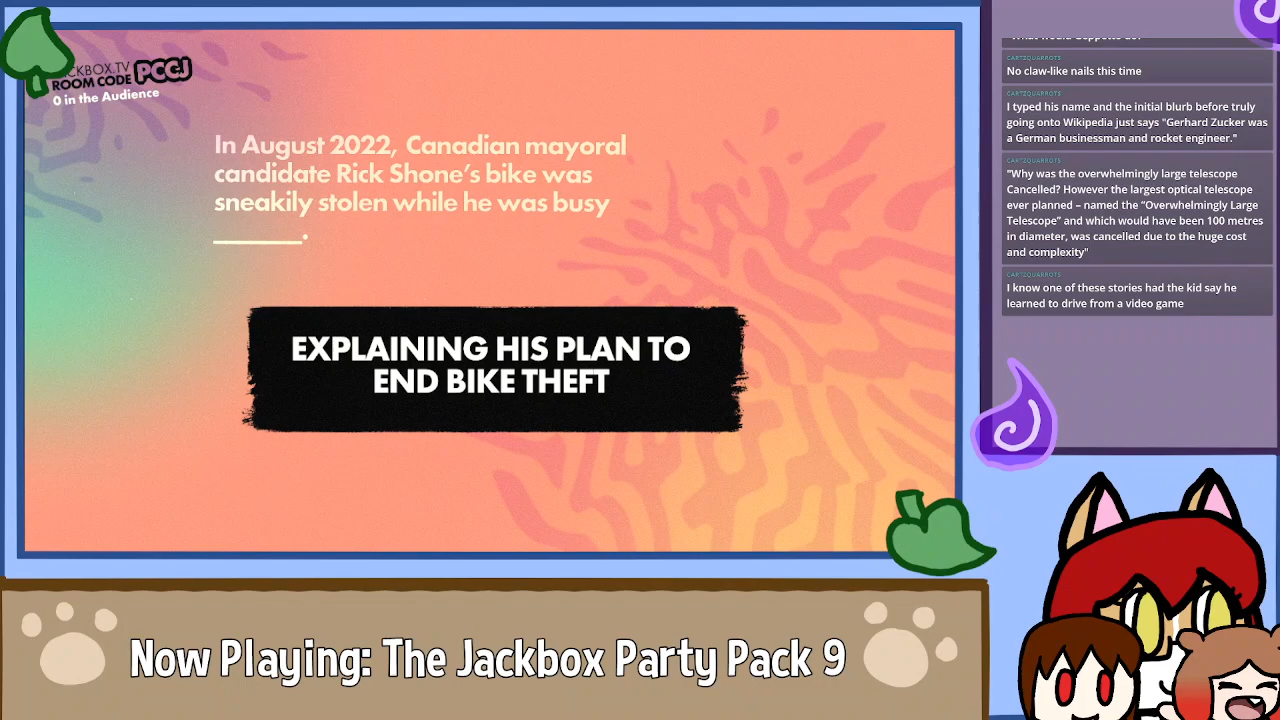 JACKBOX.TV
ROOM CODE PCCJ
0 in the Audience
In August 2022, Canadian mayoral
candidate Rick Shone's bike was
sneakily stolen while he was busy
________.
EXPLAINING HIS PLAN TO
END BIKE THEFT
CARTZQUARROTS
No claw-like nails this time
CARTZQUARROTS
I typed his name and the initial blurb before truly
going onto Wikipedia just says "Gerhard Zucker was
a German businessman and rocket engineer."
CARTZQUARROTS
"Why was the overwhelmingly large telescope
Cancelled? However the largest optical telescope
ever planned – named the "Overwhelmingly Large
Telescope" and which would have been 100 metres
in diameter, was cancelled due to the huge cost
and complexity"
CARTZQUARROTS
I know one of these stories had the kid say he
learned to drive from a video game
Now Playing: The Jackbox Party Pack 9